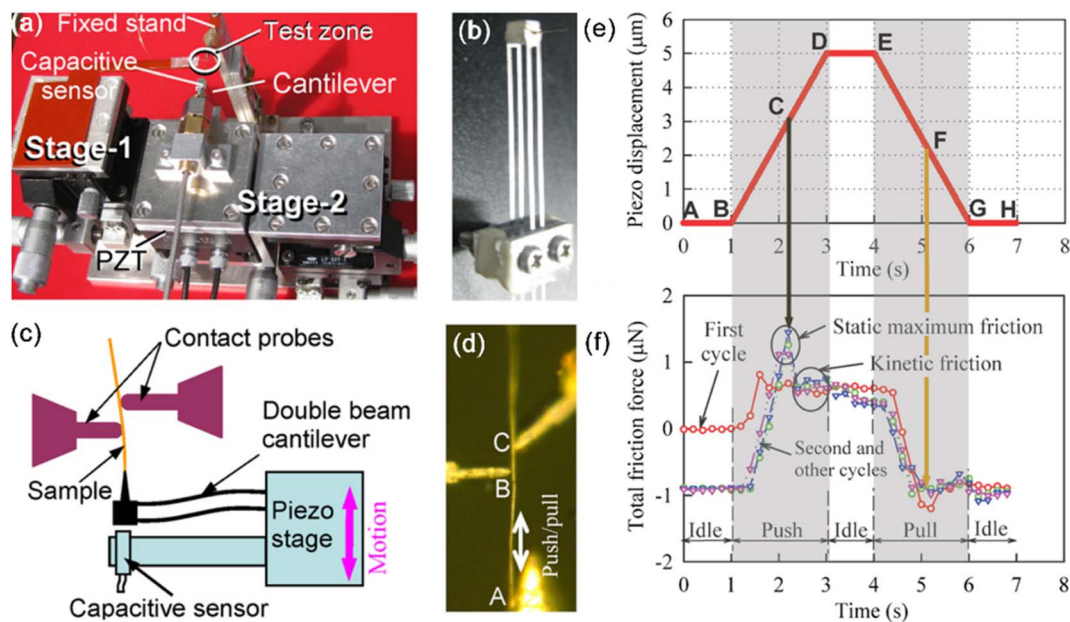 (a)
Fixed stand
Test zone
Capacitive
sensor
Cantilever
Stage-1
Stage-2
PZT
(b)
(c)
Contact probes
Double beam
cantilever
Sample
Piezo
stage
Motion
Capacitive sensor
(d)
C
B
Push/pull
A
(e)
Piezo displacement (μm)
6
5
4
3
2
1
0
A
B
C
D
E
F
G
H
0 1 2 3 4 5 6 7 8
Time (s)
(f)
Total friction force (μN)
2
1
0
-1
-2
First
cycle
Static maximum friction
Kinetic friction
Second and
other cycles
Idle
Push
Idle
Pull
Idle
0 1 2 3 4 5 6 7 8
Time (s)